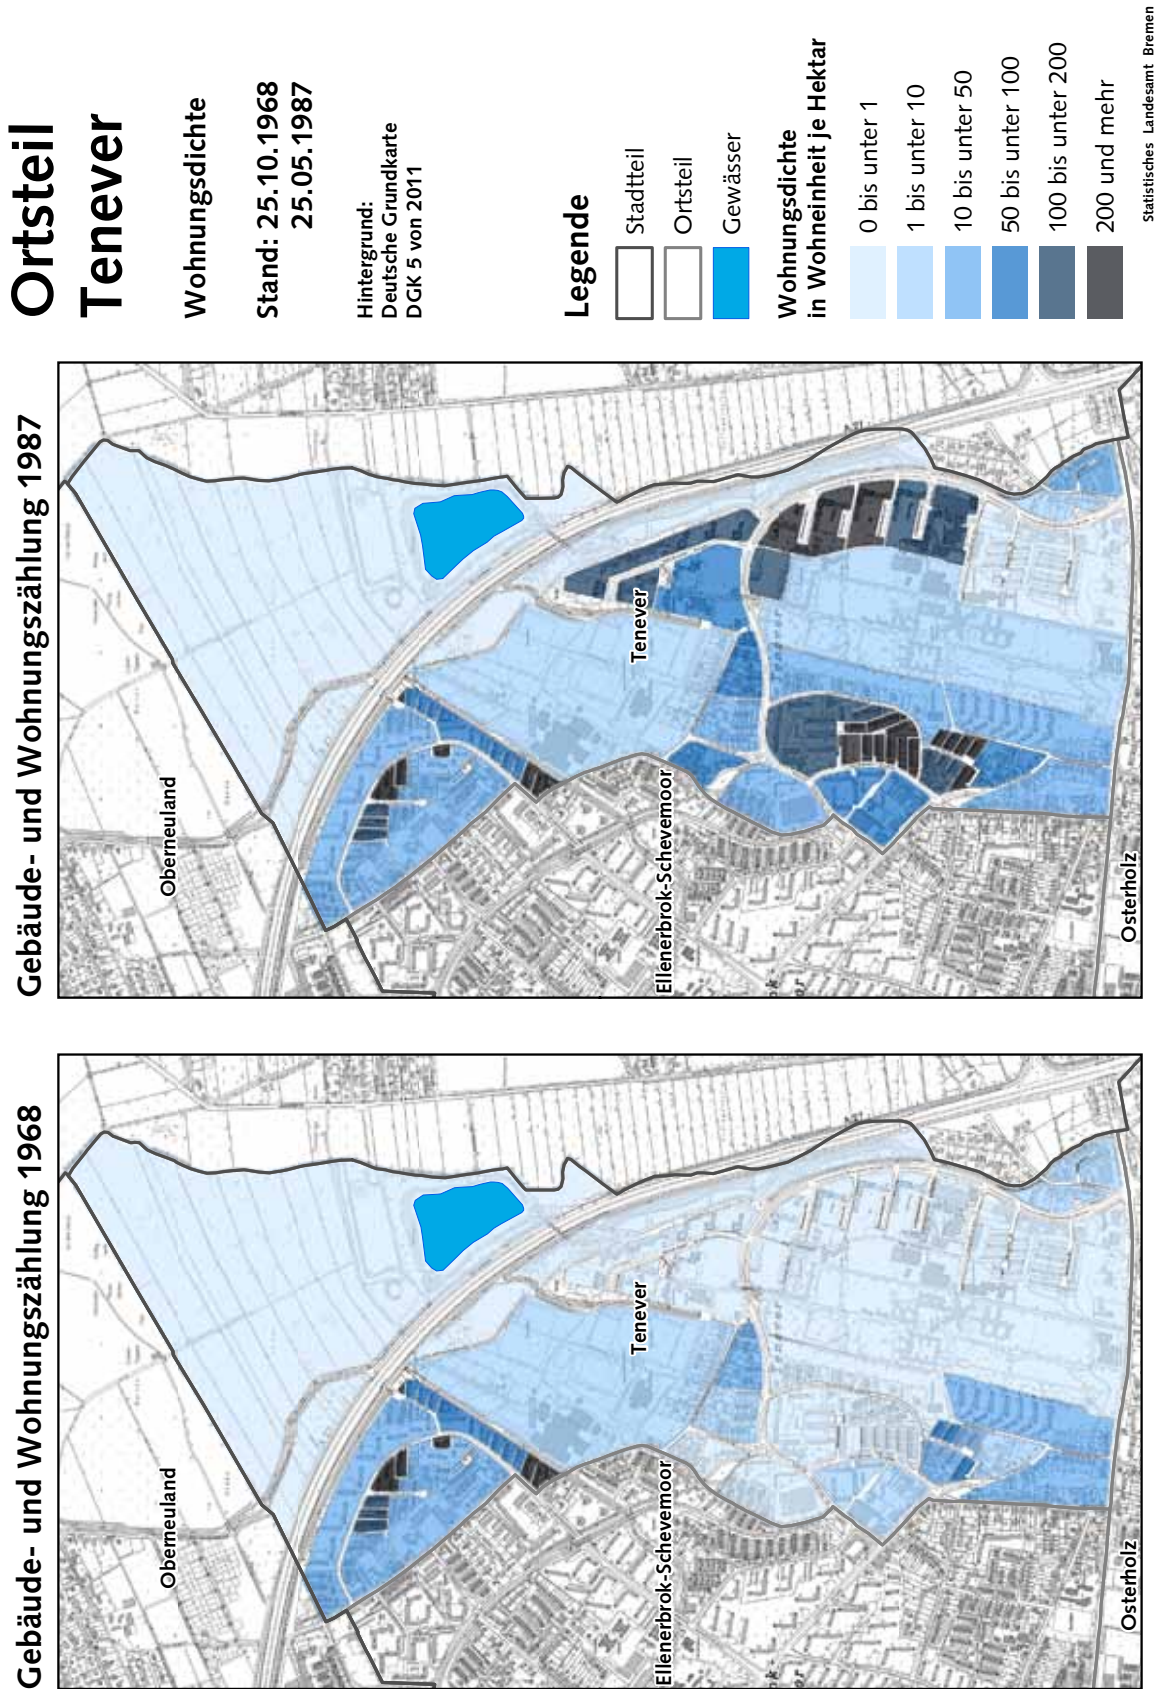 Gebäude- und Wohnungszählung 1968
Oberneuland
Tenever
Ellenerbrok-Schevemoor
Osterholz
Gebäude- und Wohnungszählung 1987
Oberneuland
Tenever
Ellenerbrok-Schevemoor
Osterholz
Ortsteil
Tenever
Wohnungsdichte
Stand: 25.10.1968
25.05.1987
Hintergrund:
Deutsche Grundkarte
DGK 5 von 2011
Legende
Stadtteil
Ortsteil
Gewässer
Wohnungsdichte
in Wohneinheit je Hektar
0 bis unter 1
1 bis unter 10
10 bis unter 50
50 bis unter 100
100 bis unter 200
200 und mehr
Statistisches Landesamt Bremen